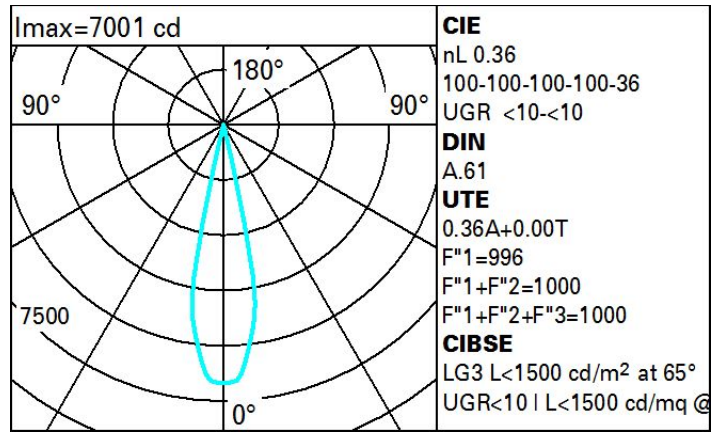 Imax=7001 cd
180°
90°
90°
7500
0°
CIE
nL 0.36
100-100-100-100-36
UGR <10-<10
DIN
A.61
UTE
0.36A+0.00T
F"1=996
F"1+F"2=1000
F"1+F"2+F"3=1000
CIBSE
LG3 L<1500 cd/m² at 65°
UGR<10 | L<1500 cd/mq @